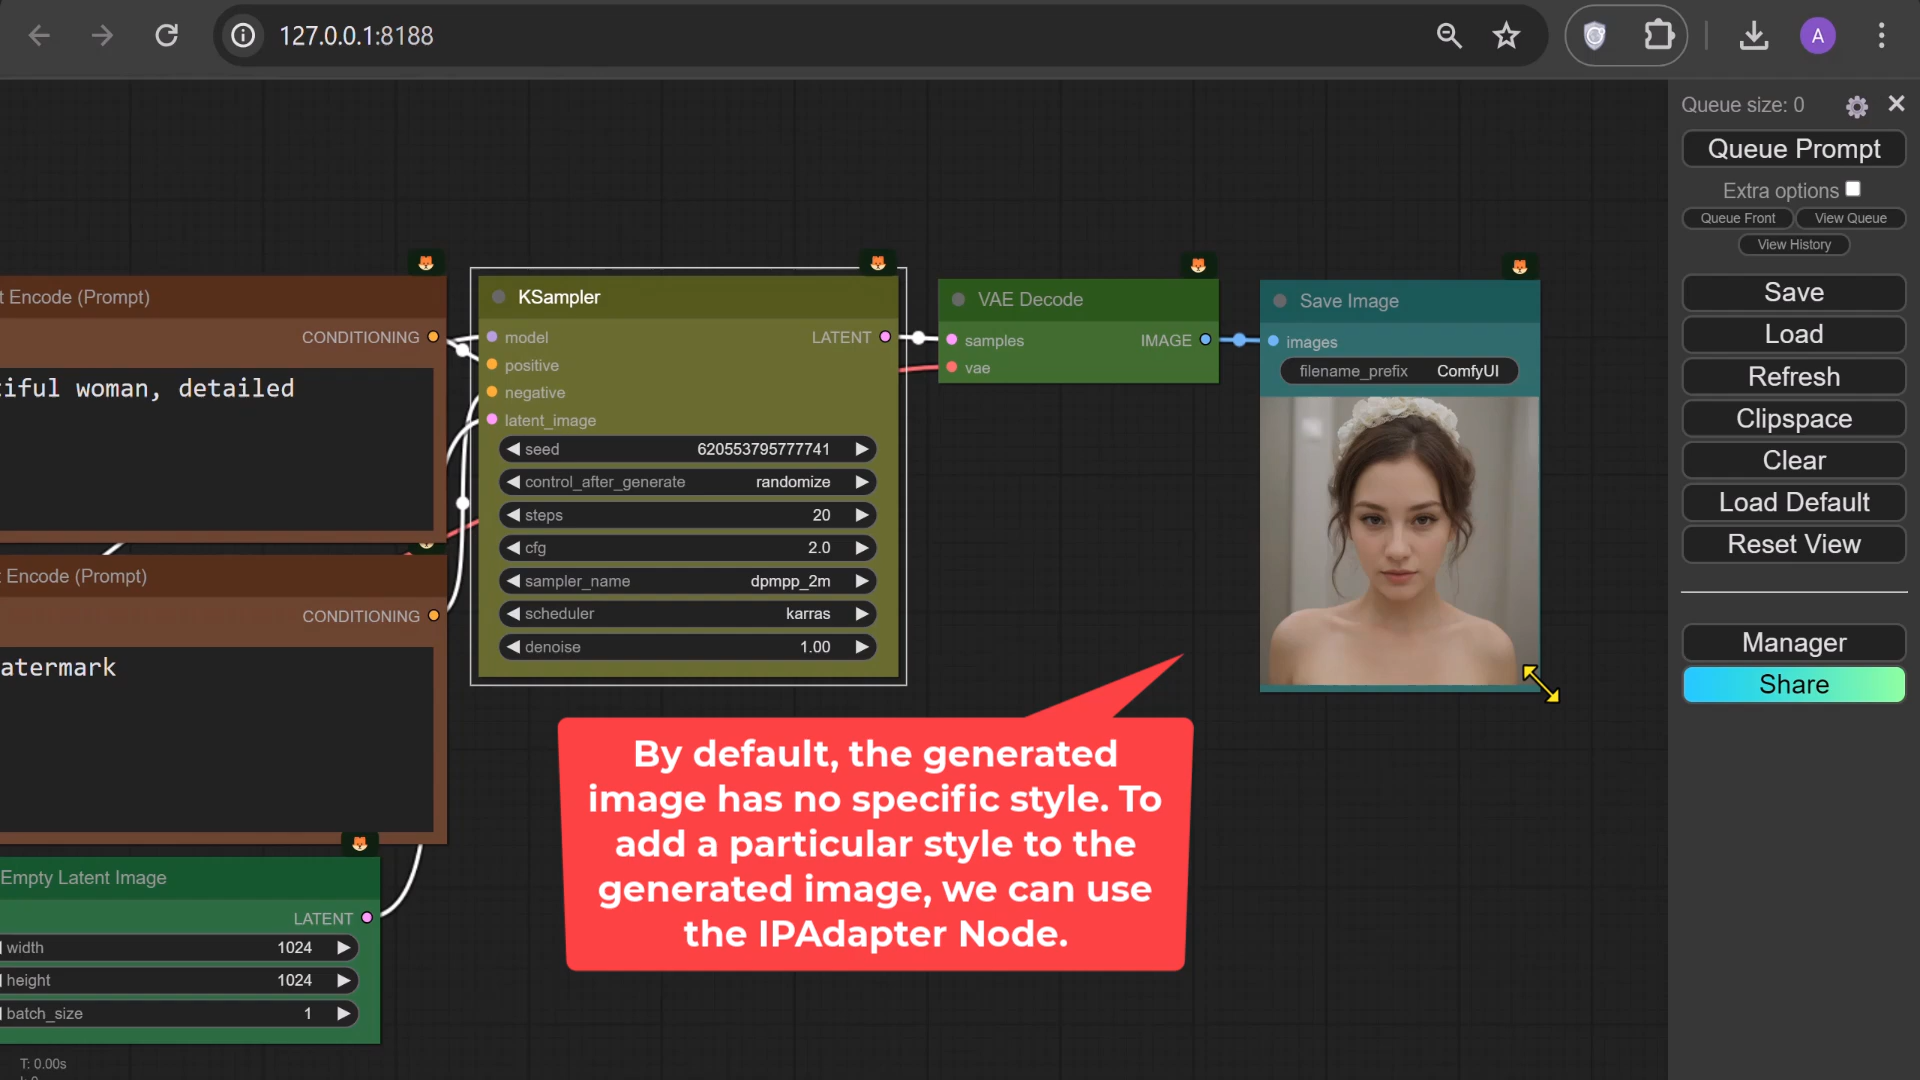 127.0.0.1:8188
A
Queue size: 0
Queue Prompt
Extra options
Queue Front
View Queue
View History
Save
Load
Refresh
Clipspace
Clear
Load Default
Reset View
Manager
Share
t Encode (Prompt)
CONDITIONING
iful woman, detailed
t Encode (Prompt)
CONDITIONING
atermark
Empty Latent Image
LATENT
width 1024
height 1024
batch_size 1
T: 0.00s
KSampler
model LATENT
positive
negative
latent_image
seed 620553795777741
control_after_generate randomize
steps 20
cfg 2.0
sampler_name dpmpp_2m
scheduler karras
denoise 1.00
VAE Decode
samples IMAGE
vae
Save Image
images
filename_prefix ComfyUI
By default, the generated
image has no specific style. To
add a particular style to the
generated image, we can use
the IPAdapter Node.